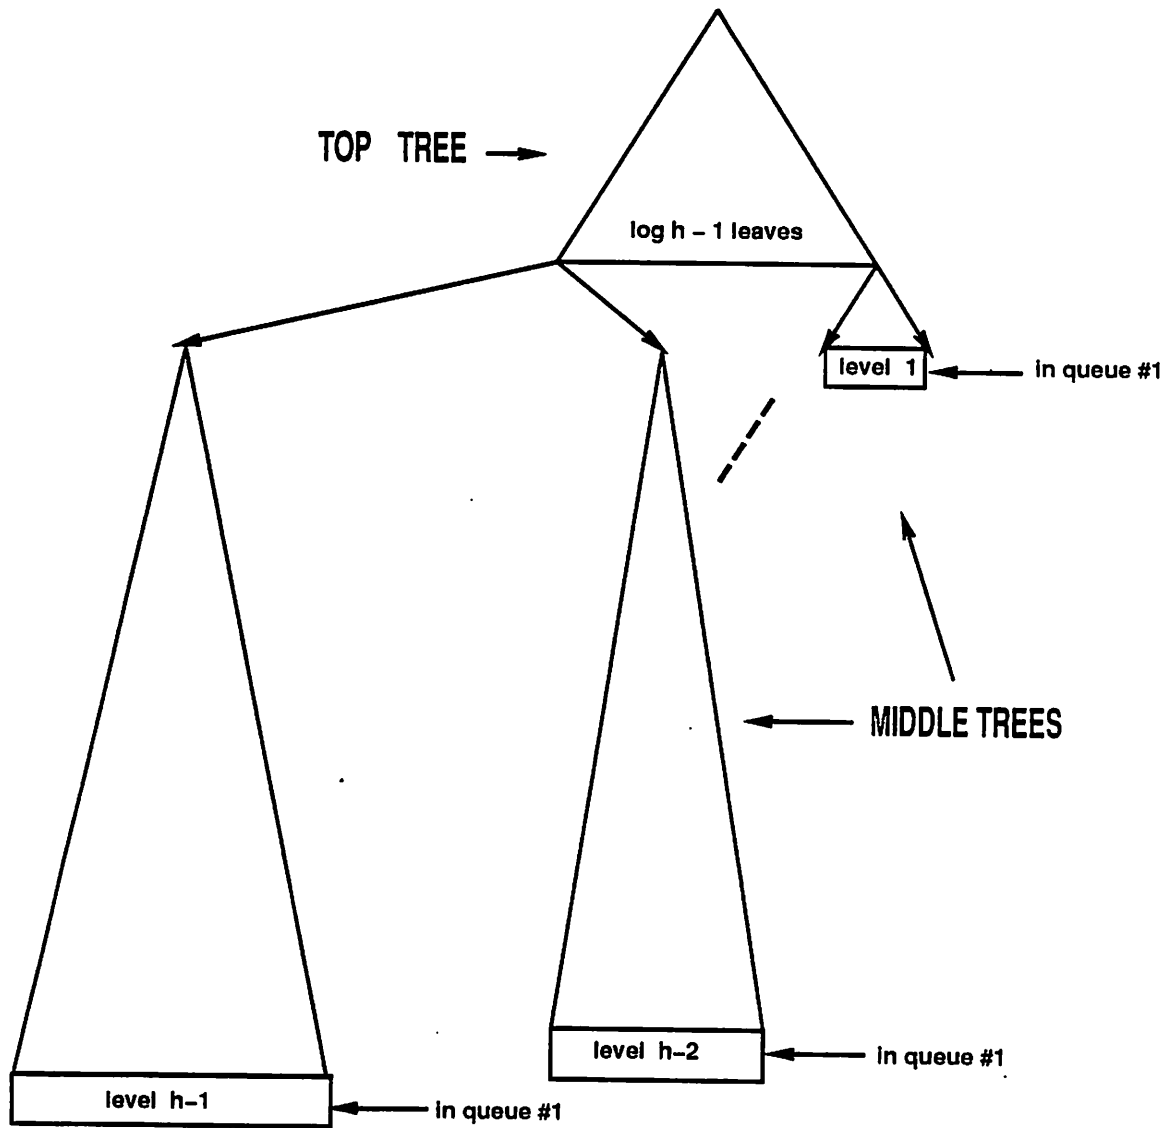 TOP TREE
log h – 1 leaves
level 1
in queue #1
MIDDLE TREES
level h–2
in queue #1
level h–1
in queue #1